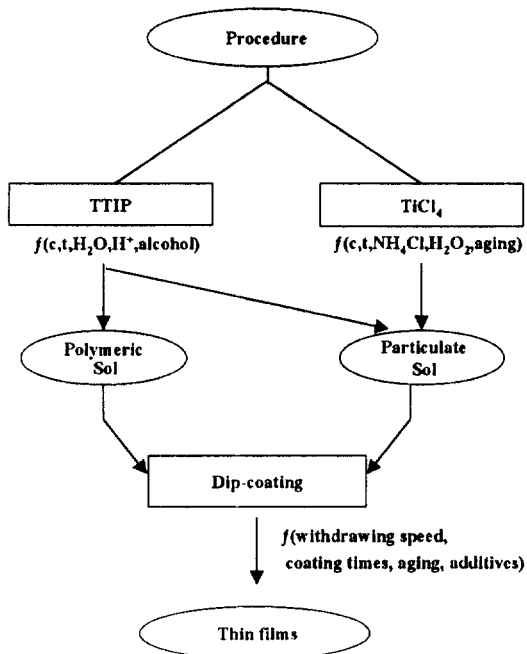 Procedure
TTIP
TiCl₄
f(c,t,H₂O,H⁺,alcohol)
f(c,t,NH₄Cl,H₂O₂,aging)
Polymeric
Sol
Particulate
Sol
Dip-coating
f(withdrawing speed,
coating times, aging, additives)
Thin films